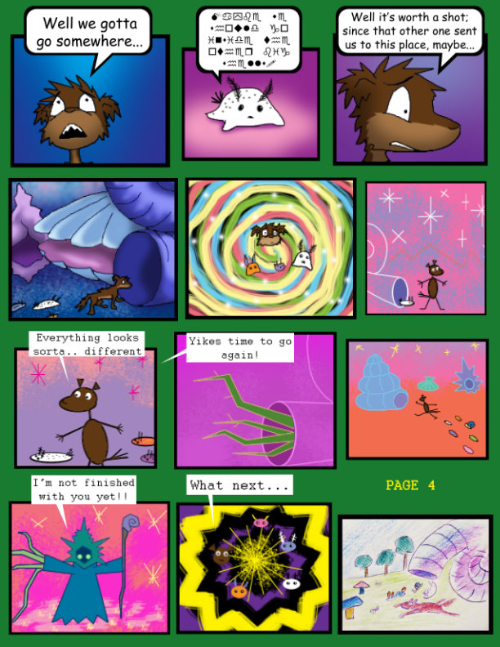 Well we gotta
go somewhere...
Well it's worth a shot;
since that other one sent
us to this place, maybe...
Everything looks
sorta.. different
Yikes time to go
again!
I'm not finished
with you yet!!
What next...
PAGE 4